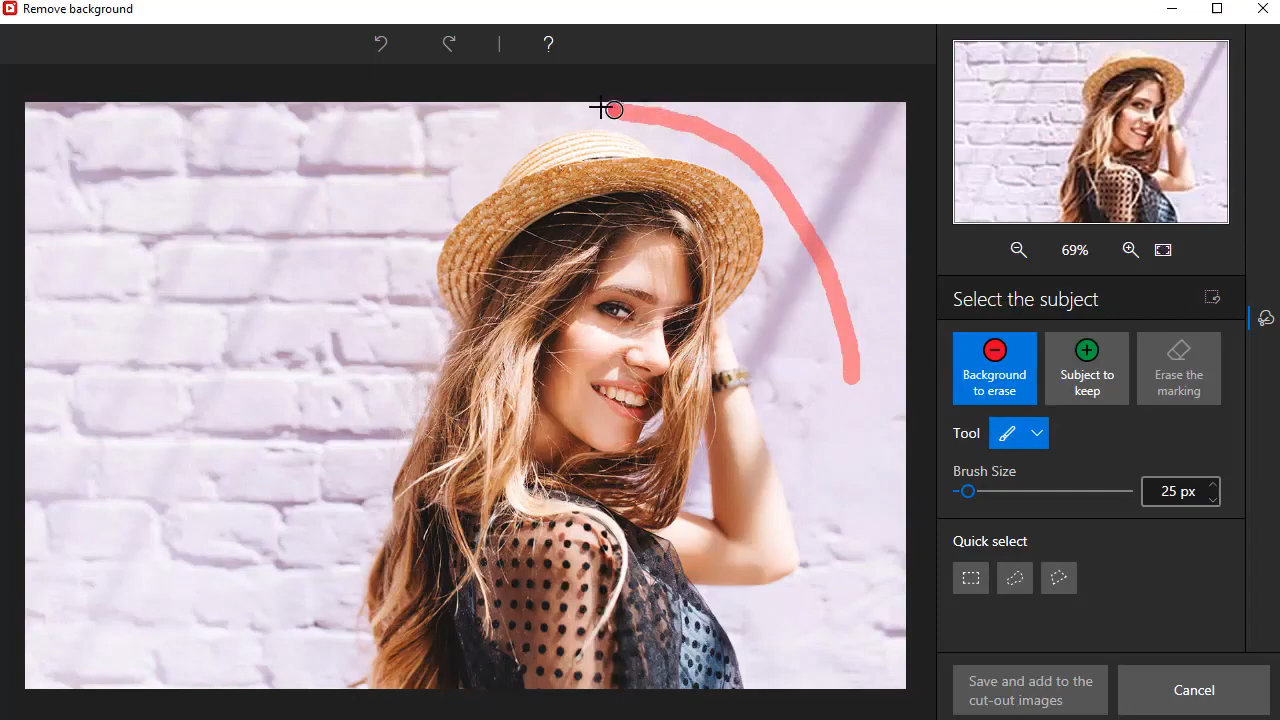 Remove background
?
69%
Select the subject
Background
to erase
Subject to
keep
Erase the
marking
Tool
Brush Size
25 px
Quick select
Save and add to the
cut-out images
Cancel